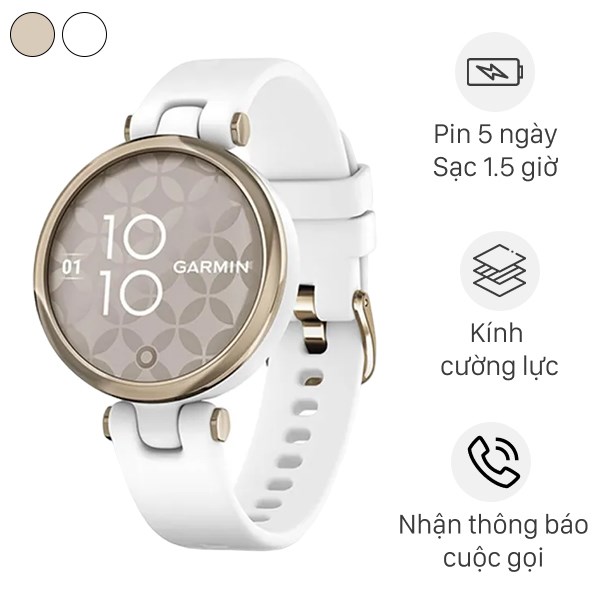 10
10
01
GARMIN
Pin 5 ngày
Sạc 1.5 giờ
Kính
cường lực
Nhận thông báo
cuộc gọi